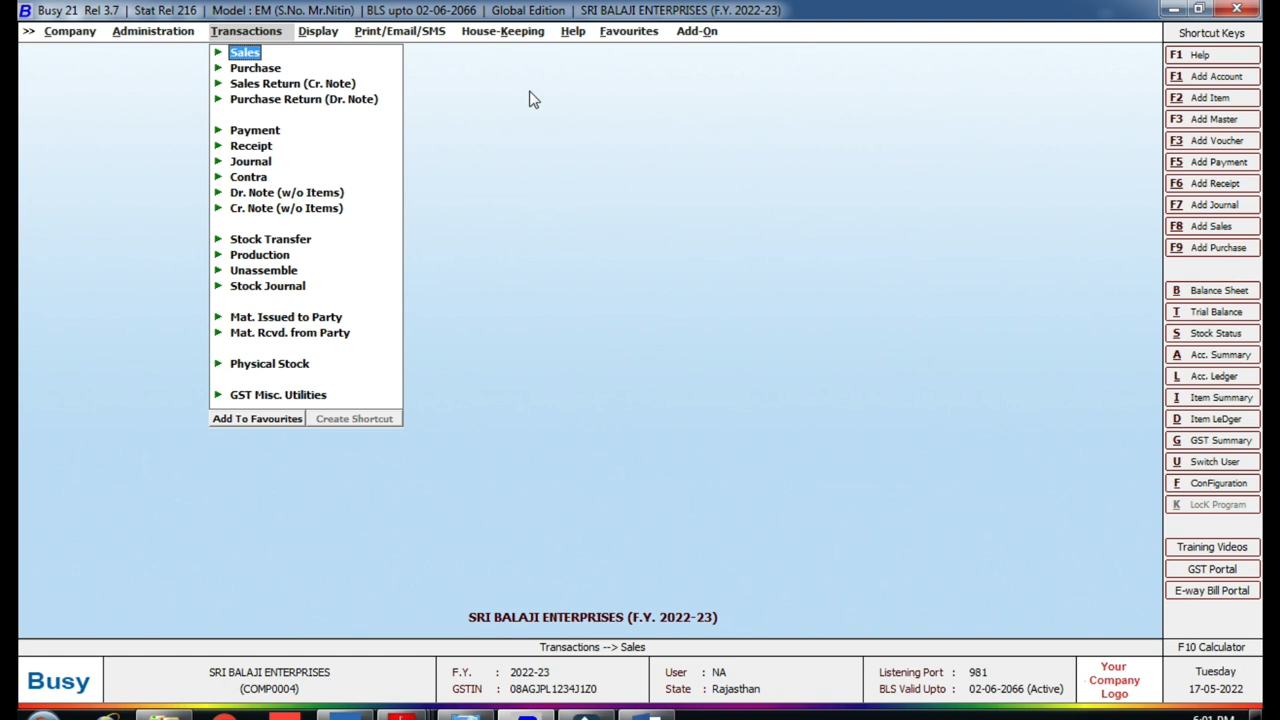 Busy 21 Rel 3.7 | Stat Rel 216 | Model : EM (S.No. Mr.Nitin) | BLS upto 02-06-2066 | Global Edition | SRI BALAJI ENTERPRISES (F.Y. 2022-23)
>> Company Administration Transactions Display Print/Email/SMS House-Keeping Help Favourites Add-On
Sales
Purchase
Sales Return (Cr. Note)
Purchase Return (Dr. Note)
Payment
Receipt
Journal
Contra
Dr. Note (w/o Items)
Cr. Note (w/o Items)
Stock Transfer
Production
Unassemble
Stock Journal
Mat. Issued to Party
Mat. Rcvd. from Party
Physical Stock
GST Misc. Utilities
Add To Favourites Create Shortcut
Shortcut Keys
F1 Help
F1 Add Account
F2 Add Item
F3 Add Master
F3 Add Voucher
F5 Add Payment
F6 Add Receipt
F7 Add Journal
F8 Add Sales
F9 Add Purchase
B Balance Sheet
T Trial Balance
S Stock Status
A Acc. Summary
L Acc. Ledger
I Item Summary
D Item LeDger
G GST Summary
U Switch User
F ConFiguration
K LocK Program
Training Videos
GST Portal
E-way Bill Portal
SRI BALAJI ENTERPRISES (F.Y. 2022-23)
Transactions --> Sales
F10 Calculator
Busy
SRI BALAJI ENTERPRISES
(COMP0004)
F.Y. : 2022-23
GSTIN : 08AGJPL1234J1Z0
User : NA
State : Rajasthan
Listening Port : 981
BLS Valid Upto : 02-06-2066 (Active)
Your
Company
Logo
Tuesday
17-05-2022
6:01 PM